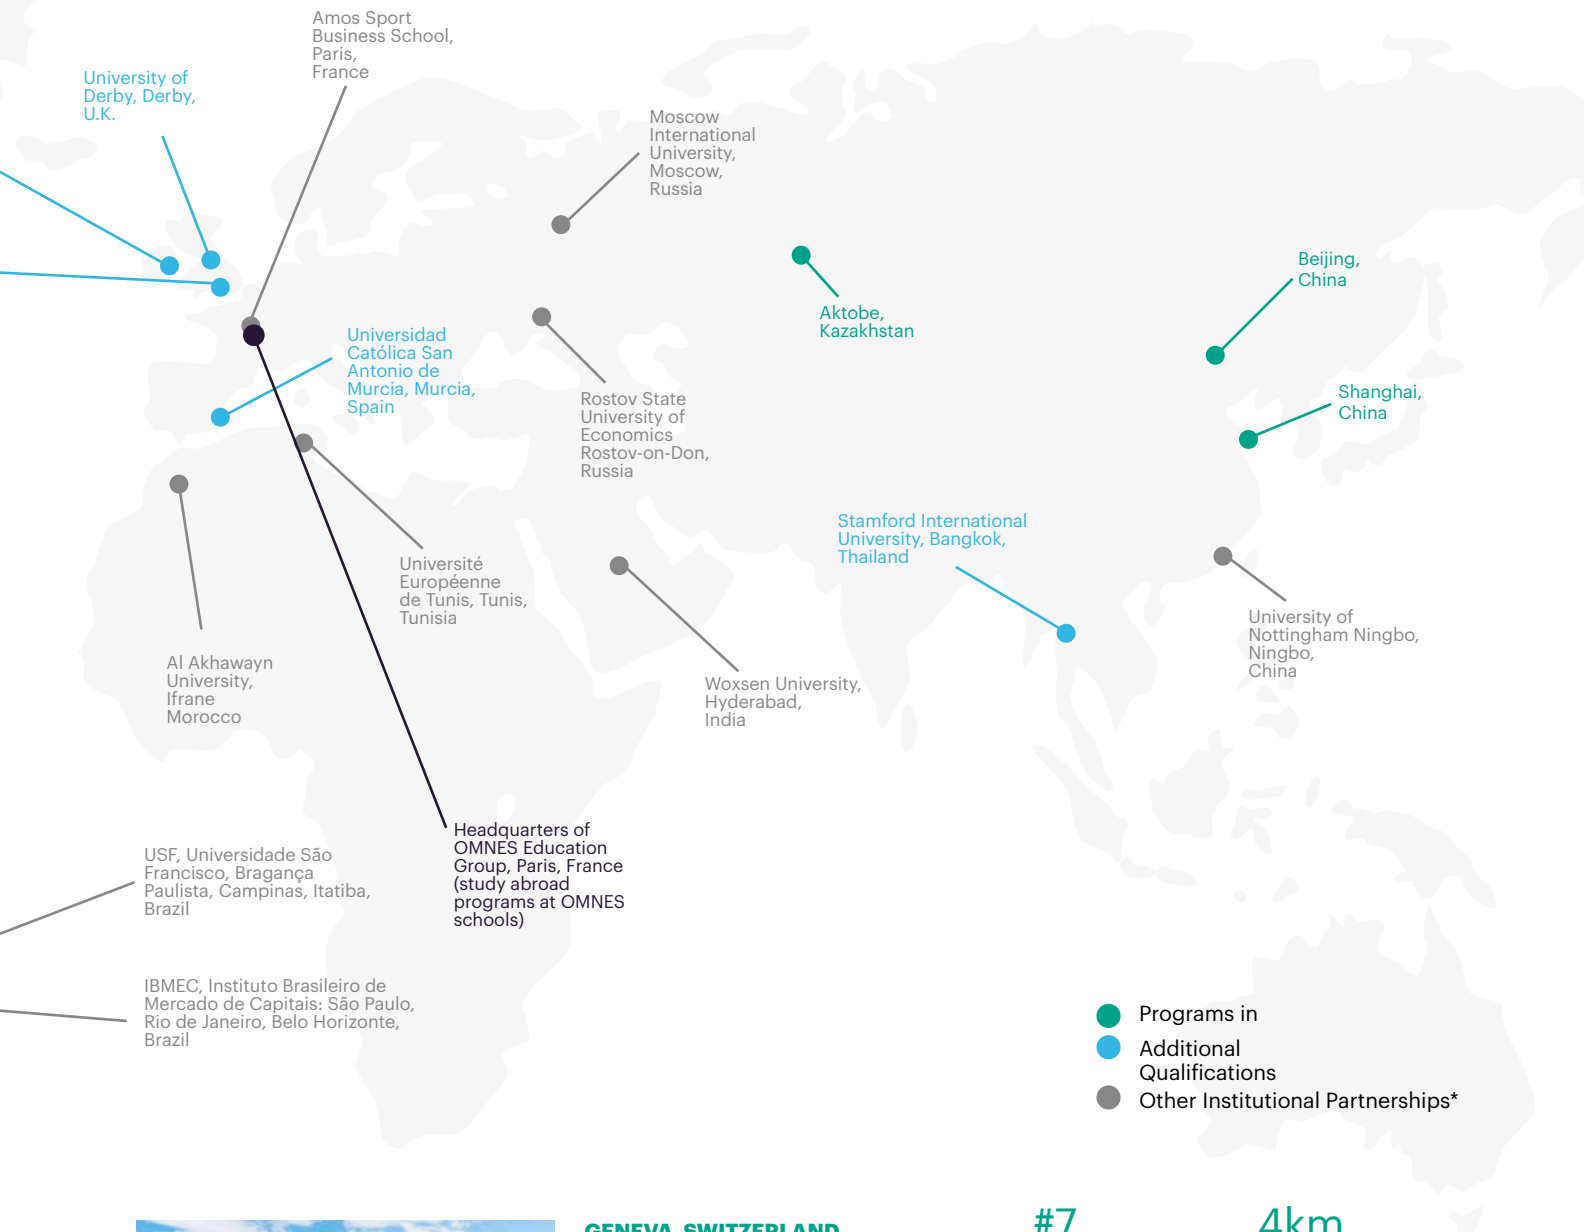 Amos Sport
Business School,
Paris,
France
University of
Derby, Derby,
U.K.
Moscow
International
University,
Moscow,
Russia
Beijing,
China
Aktobe,
Kazakhstan
Universidad
Católica San
Antonio de
Murcia, Murcia,
Spain
Rostov State
University of
Economics
Rostov-on-Don,
Russia
Shanghai,
China
Stamford International
University, Bangkok,
Thailand
Université
Européenne
de Tunis, Tunis,
Tunisia
University of
Nottingham Ningbo,
Ningbo,
China
Al Akhawayn
University,
Ifrane
Morocco
Woxsen University,
Hyderabad,
India
Headquarters of
OMNES Education
Group, Paris, France
(study abroad
programs at OMNES
schools)
USF, Universidade São
Francisco, Bragança
Paulista, Campinas, Itatiba,
Brazil
IBMEC, Instituto Brasileiro de
Mercado de Capitais: São Paulo,
Rio de Janeiro, Belo Horizonte,
Brazil
Programs in
Additional
Qualifications
Other Institutional Partnerships*
GENEVA, SWITZERLAND
#7
4km